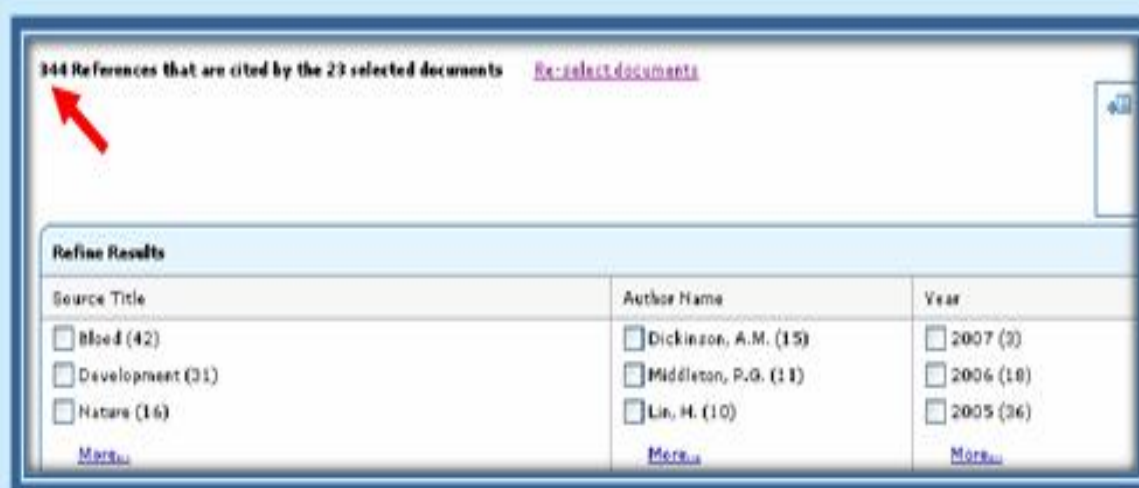 344 References that are cited by the 23 selected documents Re-select documents
Refine Results
Source Title Author Name Year
Blood (42) Dickinson, A.M. (15) 2007 (3)
Development (31) Middleton, P.G. (11) 2006 (18)
Nature (16) Lin, H. (10) 2005 (36)
More... More... More...